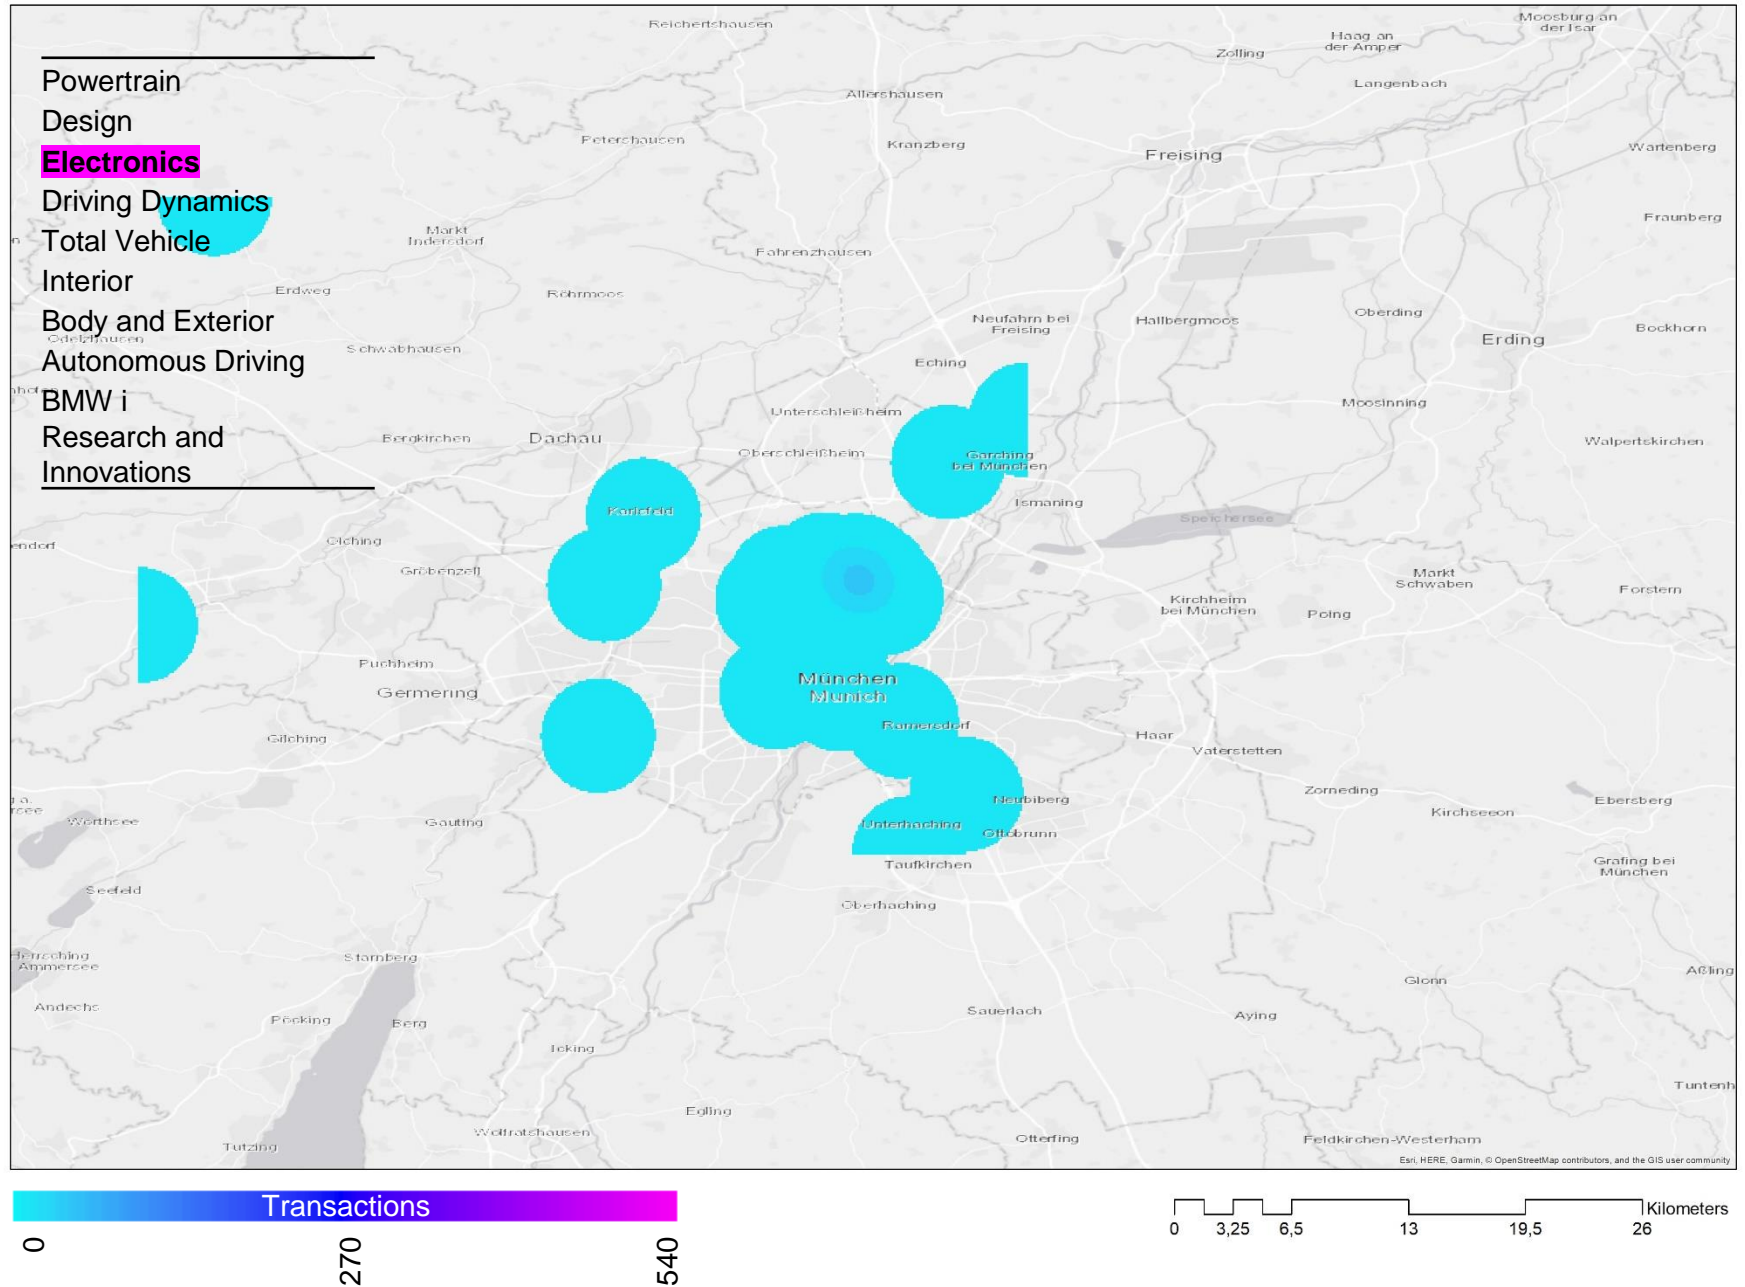 Reichertshausen
Moosburg an
der Isar
Haag an
der Amper
Zolling
Powertrain
Langenbach
Allershausen
Design
Petershausen
Kranzberg
Freising
Wartenberg
Electronics
Driving Dynamics
Fraunberg
Markt
Indersdorf
Total Vehicle
Fahrenzhausen
Interior
Erdweg
Röhrmoos
Neufahrn bei
Freising
Hallbergmoos
Oberding
Erding
Bockhorn
Body and Exterior
Odelzhausen
Schwabhausen
Autonomous Driving
Eching
BMW i
Unterschleißheim
Moosinning
Research and
Innovations
Bergkirchen
Dachau
Oberschleißheim
Garching
bei München
Walpertskirchen
Karlsfeld
Ismaning
Speichersee
endorf
Olching
Gröbenzell
Markt
Schwaben
Forstern
Kirchheim
bei München
Poing
Puchheim
Germering
München
Munich
Ramersdorf
Gilching
Haar
Vaterstetten
Zorneding
Neubiberg
Kirchseeon
Ebersberg
Wörthsee
Gauting
Unterhaching
Ottobrunn
Taufkirchen
Grafing bei
München
Seefeld
Oberhaching
Herrsching
Ammersee
Starnberg
Glonn
Aßling
Andechs
Pöcking
Berg
Sauerlach
Aying
Icking
Tuntenh
Egling
Wolfratshausen
Otterfing
Feldkirchen-Westerham
Tutzing
Esri, HERE, Garmin, © OpenStreetMap contributors, and the GIS user community
Transactions
0
270
540
Kilometers
0 3,25 6,5 13 19,5 26